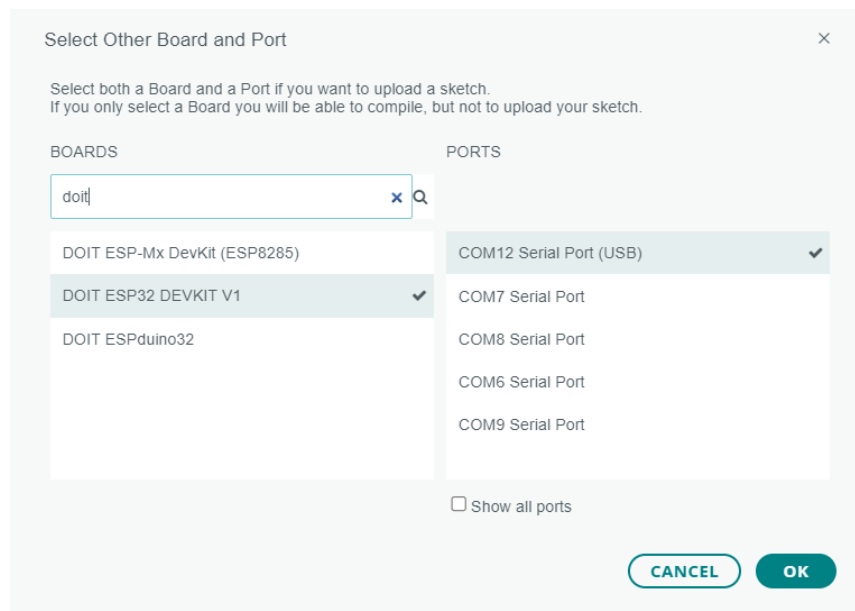 Select Other Board and Port
Select both a Board and a Port if you want to upload a sketch.
If you only select a Board you will be able to compile, but not to upload your sketch.
BOARDS
doit
DOIT ESP-Mx DevKit (ESP8285)
DOIT ESP32 DEVKIT V1
DOIT ESPduino32
PORTS
COM12 Serial Port (USB)
COM7 Serial Port
COM8 Serial Port
COM6 Serial Port
COM9 Serial Port
Show all ports
CANCEL
OK